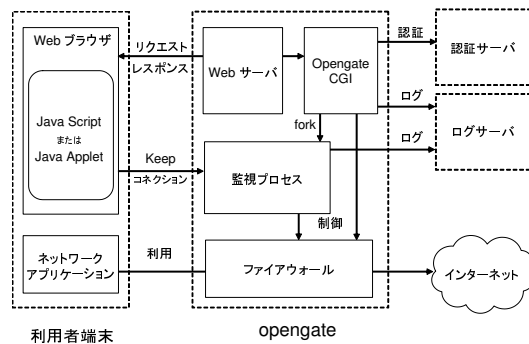 Web ブラウザ
Java Script
または
Java Applet
ネットワーク
アプリケーション
利用者端末
リクエスト
レスポンス
Keep
コネクション
利用
Web サーバ
Opengate
CGI
fork
監視プロセス
制御
ファイアウォール
opengate
認証
ログ
ログ
認証サーバ
ログサーバ
インターネット